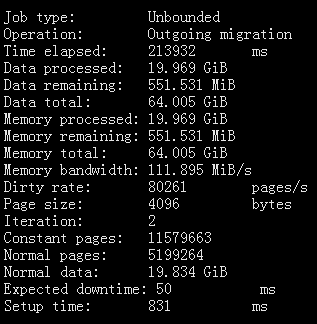 Job type: Unbounded
Operation: Outgoing migration
Time elapsed: 213932 ms
Data processed: 19.969 GiB
Data remaining: 551.531 MiB
Data total: 64.005 GiB
Memory processed: 19.969 GiB
Memory remaining: 551.531 MiB
Memory total: 64.005 GiB
Memory bandwidth: 111.895 MiB/s
Dirty rate: 80261 pages/s
Page size: 4096 bytes
Iteration: 2
Constant pages: 11579663
Normal pages: 5199264
Normal data: 19.834 GiB
Expected downtime: 50 ms
Setup time: 831 ms